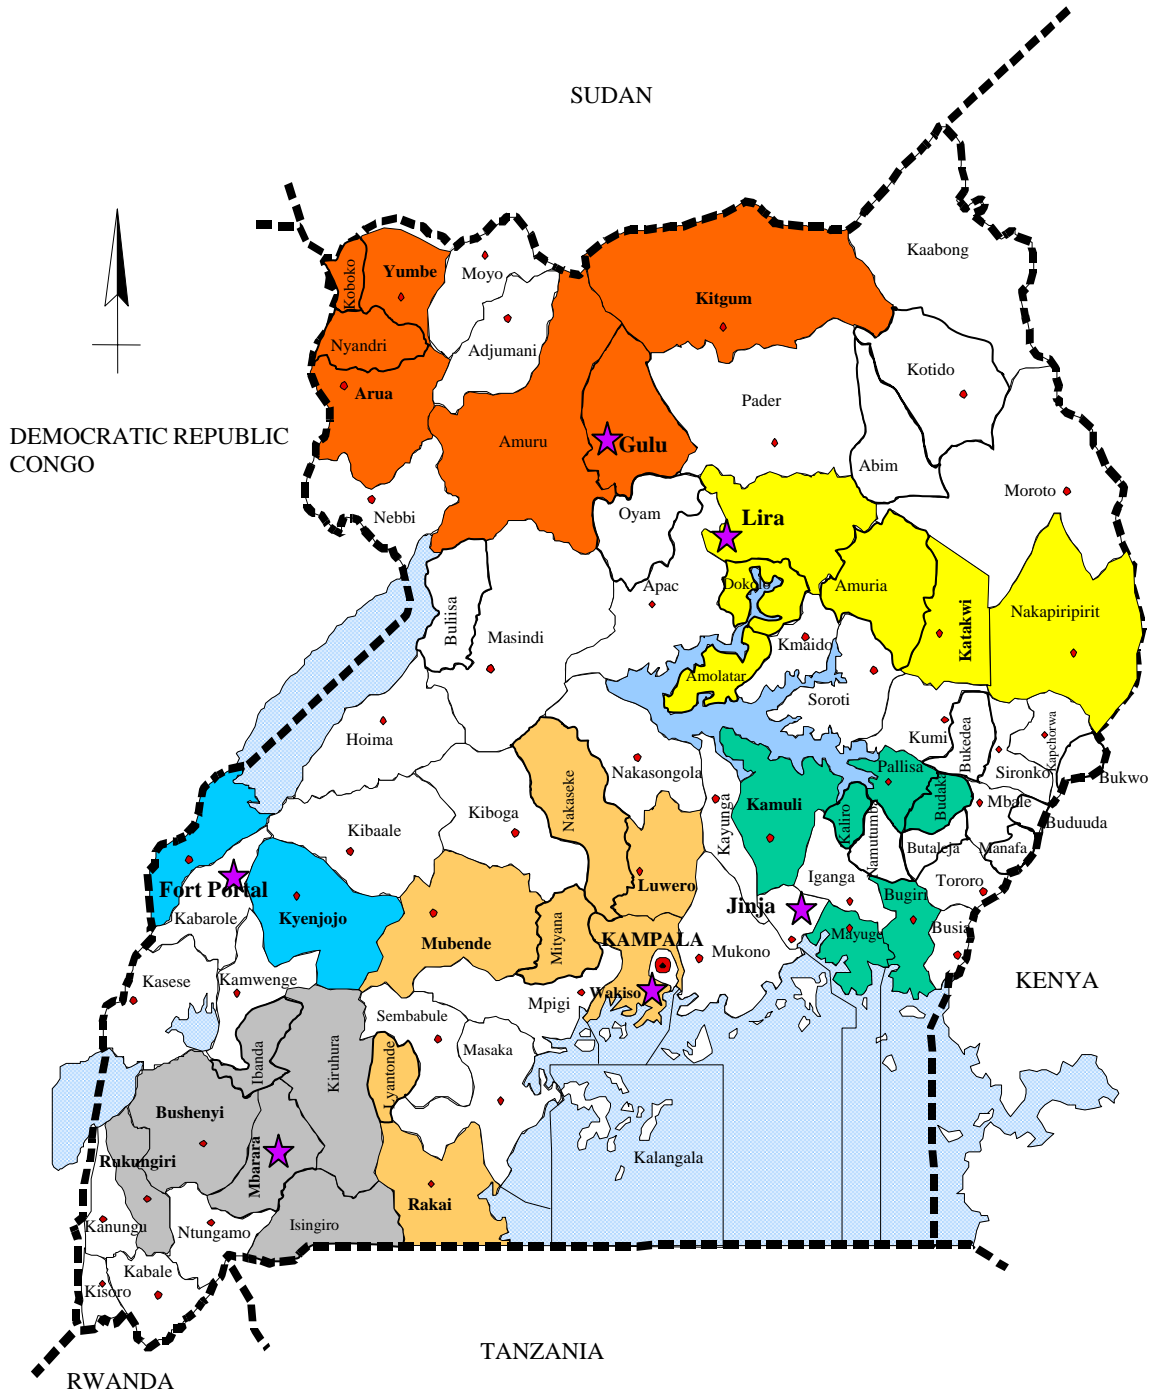 SUDAN
Kaabong
Koboko
Yumbe
Moyo
Kitgum
Nyandri
Adjumani
Kotido
Arua
Pader
DEMOCRATIC REPUBLIC
CONGO
Amuru
Gulu
Abim
Moroto
Nebbi
Oyam
Lira
Buliisa
Apac
Dokolo
Amuria
Katakwi
Nakapiripirit
Masindi
Kmaido
Amolatar
Soroti
Hoima
Kumi
Bukedea
Kapchorwa
Nakasongola
Pallisa
Sironko
Bukwo
Nakaseke
Kayunga
Kamuli
Budaka
Mbale
Kibaale
Kiboga
Kaliro
Namutumba
Buduuda
Butaleja
Manafa
Fort Portal
Kyenjojo
Luwero
Iganga
Tororo
Kabarole
Jinja
Bugiri
Mubende
Mityana
KAMPALA
Mukono
Mayuge
Busia
Kasese
Kamwenge
Mpigi
Wakiso
KENYA
Sembabule
Masaka
Ibanda
Kiruhura
Lyantonde
Bushenyi
Rukungiri
Mbarara
Kalangala
Rakai
Kanungu
Ntungamo
Isingiro
Kabale
Kisoro
TANZANIA
RWANDA